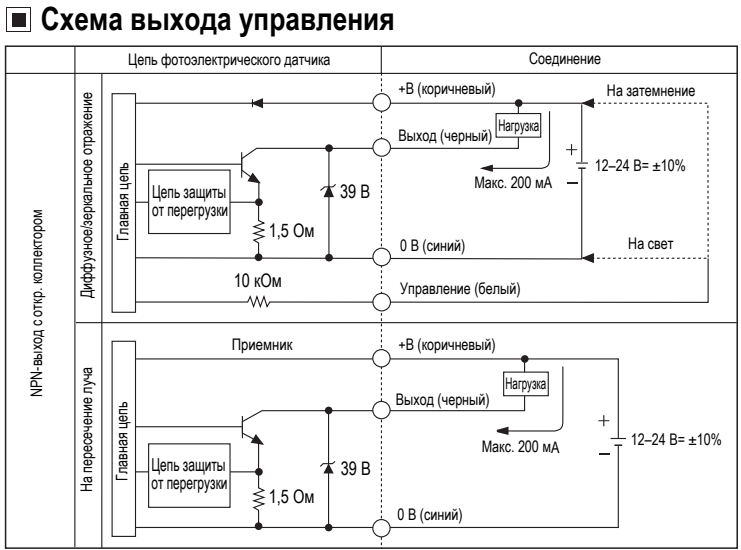 Схема выхода управления
Цепь фотоэлектрического датчика
Соединение
NPN-выход с откр. коллектором
Диффузное/зеркальное отражение
Главная цепь
Цепь защиты
от перегрузки
39 В
1,5 Ом
10 кОм
+В (коричневый)
Выход (черный)
Нагрузка
Макс. 200 мА
На затемнение
+
12–24 В= ±10%
–
0 В (синий)
На свет
Управление (белый)
На пересечение луча
Главная цепь
Приемник
Цепь защиты
от перегрузки
39 В
1,5 Ом
+В (коричневый)
Выход (черный)
Нагрузка
Макс. 200 мА
+
12–24 В= ±10%
–
0 В (синий)